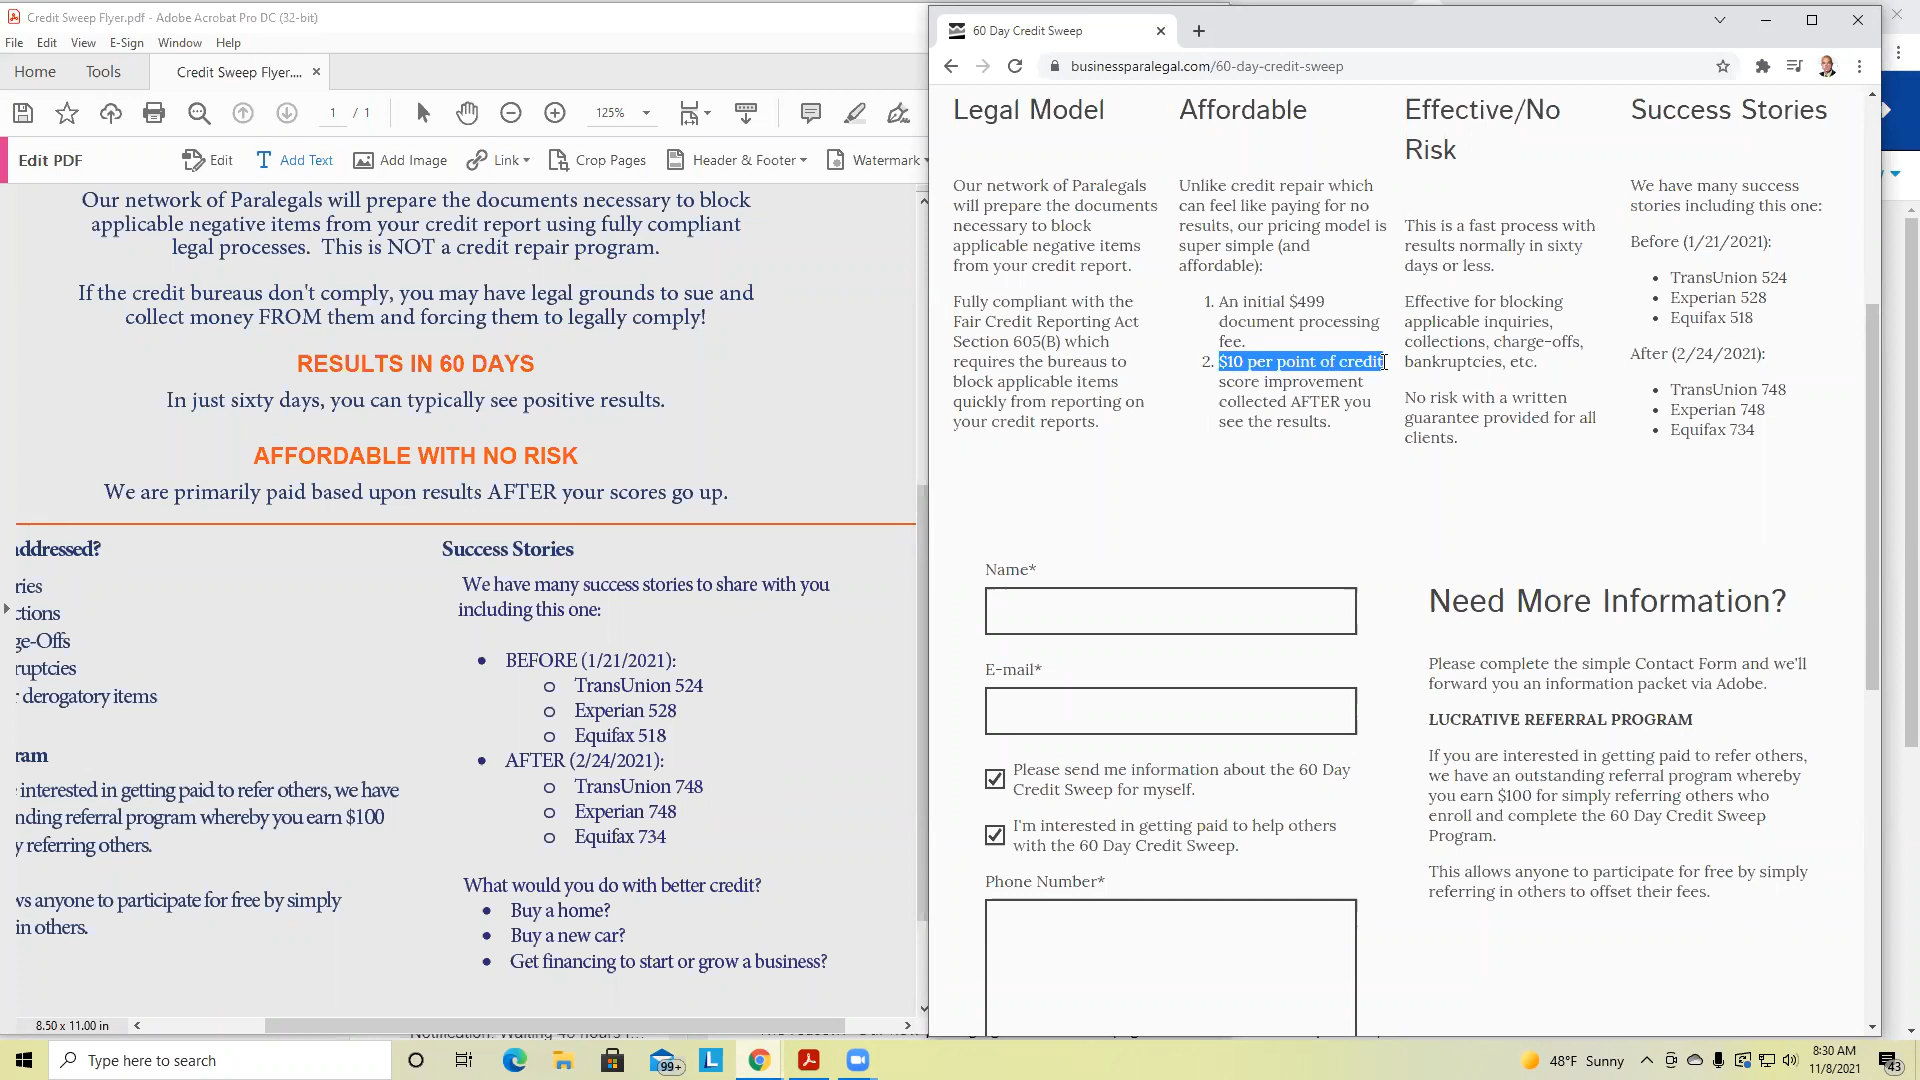 Credit Sweep Flyer.pdf - Adobe Acrobat Pro DC (32-bit)
File Edit View E-Sign Window Help
Home Tools Credit Sweep Flyer....
1 / 1
125%
Edit PDF Edit Add Text Add Image Link Crop Pages Header & Footer Watermark
Our network of Paralegals will prepare the documents necessary to block
applicable negative items from your credit report using fully compliant
legal processes. This is NOT a credit repair program.
If the credit bureaus don't comply, you may have legal grounds to sue and
collect money FROM them and forcing them to legally comply!
RESULTS IN 60 DAYS
In just sixty days, you can typically see positive results.
AFFORDABLE WITH NO RISK
We are primarily paid based upon results AFTER your scores go up.
addressed?
ries
ctions
ge-Offs
ruptcies
r derogatory items
ram
interested in getting paid to refer others, we have
nding referral program whereby you earn $100
y referring others.
ws anyone to participate for free by simply
in others.
Success Stories
We have many success stories to share with you
including this one:
BEFORE (1/21/2021):
TransUnion 524
Experian 528
Equifax 518
AFTER (2/24/2021):
TransUnion 748
Experian 748
Equifax 734
What would you do with better credit?
Buy a home?
Buy a new car?
Get financing to start or grow a business?
8.50 x 11.00 in
60 Day Credit Sweep
businessparalegal.com/60-day-credit-sweep
Legal Model
Our network of Paralegals
will prepare the documents
necessary to block
applicable negative items
from your credit report.
Fully compliant with the
Fair Credit Reporting Act
Section 605(B) which
requires the bureaus to
block applicable items
quickly from reporting on
your credit reports.
Affordable
Unlike credit repair which
can feel like paying for no
results, our pricing model is
super simple (and
affordable):
1. An initial $499
document processing
fee.
2. $10 per point of credit
score improvement
collected AFTER you
see the results.
Effective/No
Risk
This is a fast process with
results normally in sixty
days or less.
Effective for blocking
applicable inquiries,
collections, charge-offs,
bankruptcies, etc.
No risk with a written
guarantee provided for all
clients.
Success Stories
We have many success
stories including this one:
Before (1/21/2021):
TransUnion 524
Experian 528
Equifax 518
After (2/24/2021):
TransUnion 748
Experian 748
Equifax 734
Name*
E-mail*
Please send me information about the 60 Day
Credit Sweep for myself.
I'm interested in getting paid to help others
with the 60 Day Credit Sweep.
Phone Number*
Need More Information?
Please complete the simple Contact Form and we'll
forward you an information packet via Adobe.
LUCRATIVE REFERRAL PROGRAM
If you are interested in getting paid to refer others,
we have an outstanding referral program whereby
you earn $100 for simply referring others who
enroll and complete the 60 Day Credit Sweep
Program.
This allows anyone to participate for free by simply
referring in others to offset their fees.
Type here to search
99+
L
48°F Sunny
8:30 AM
11/8/2021
43